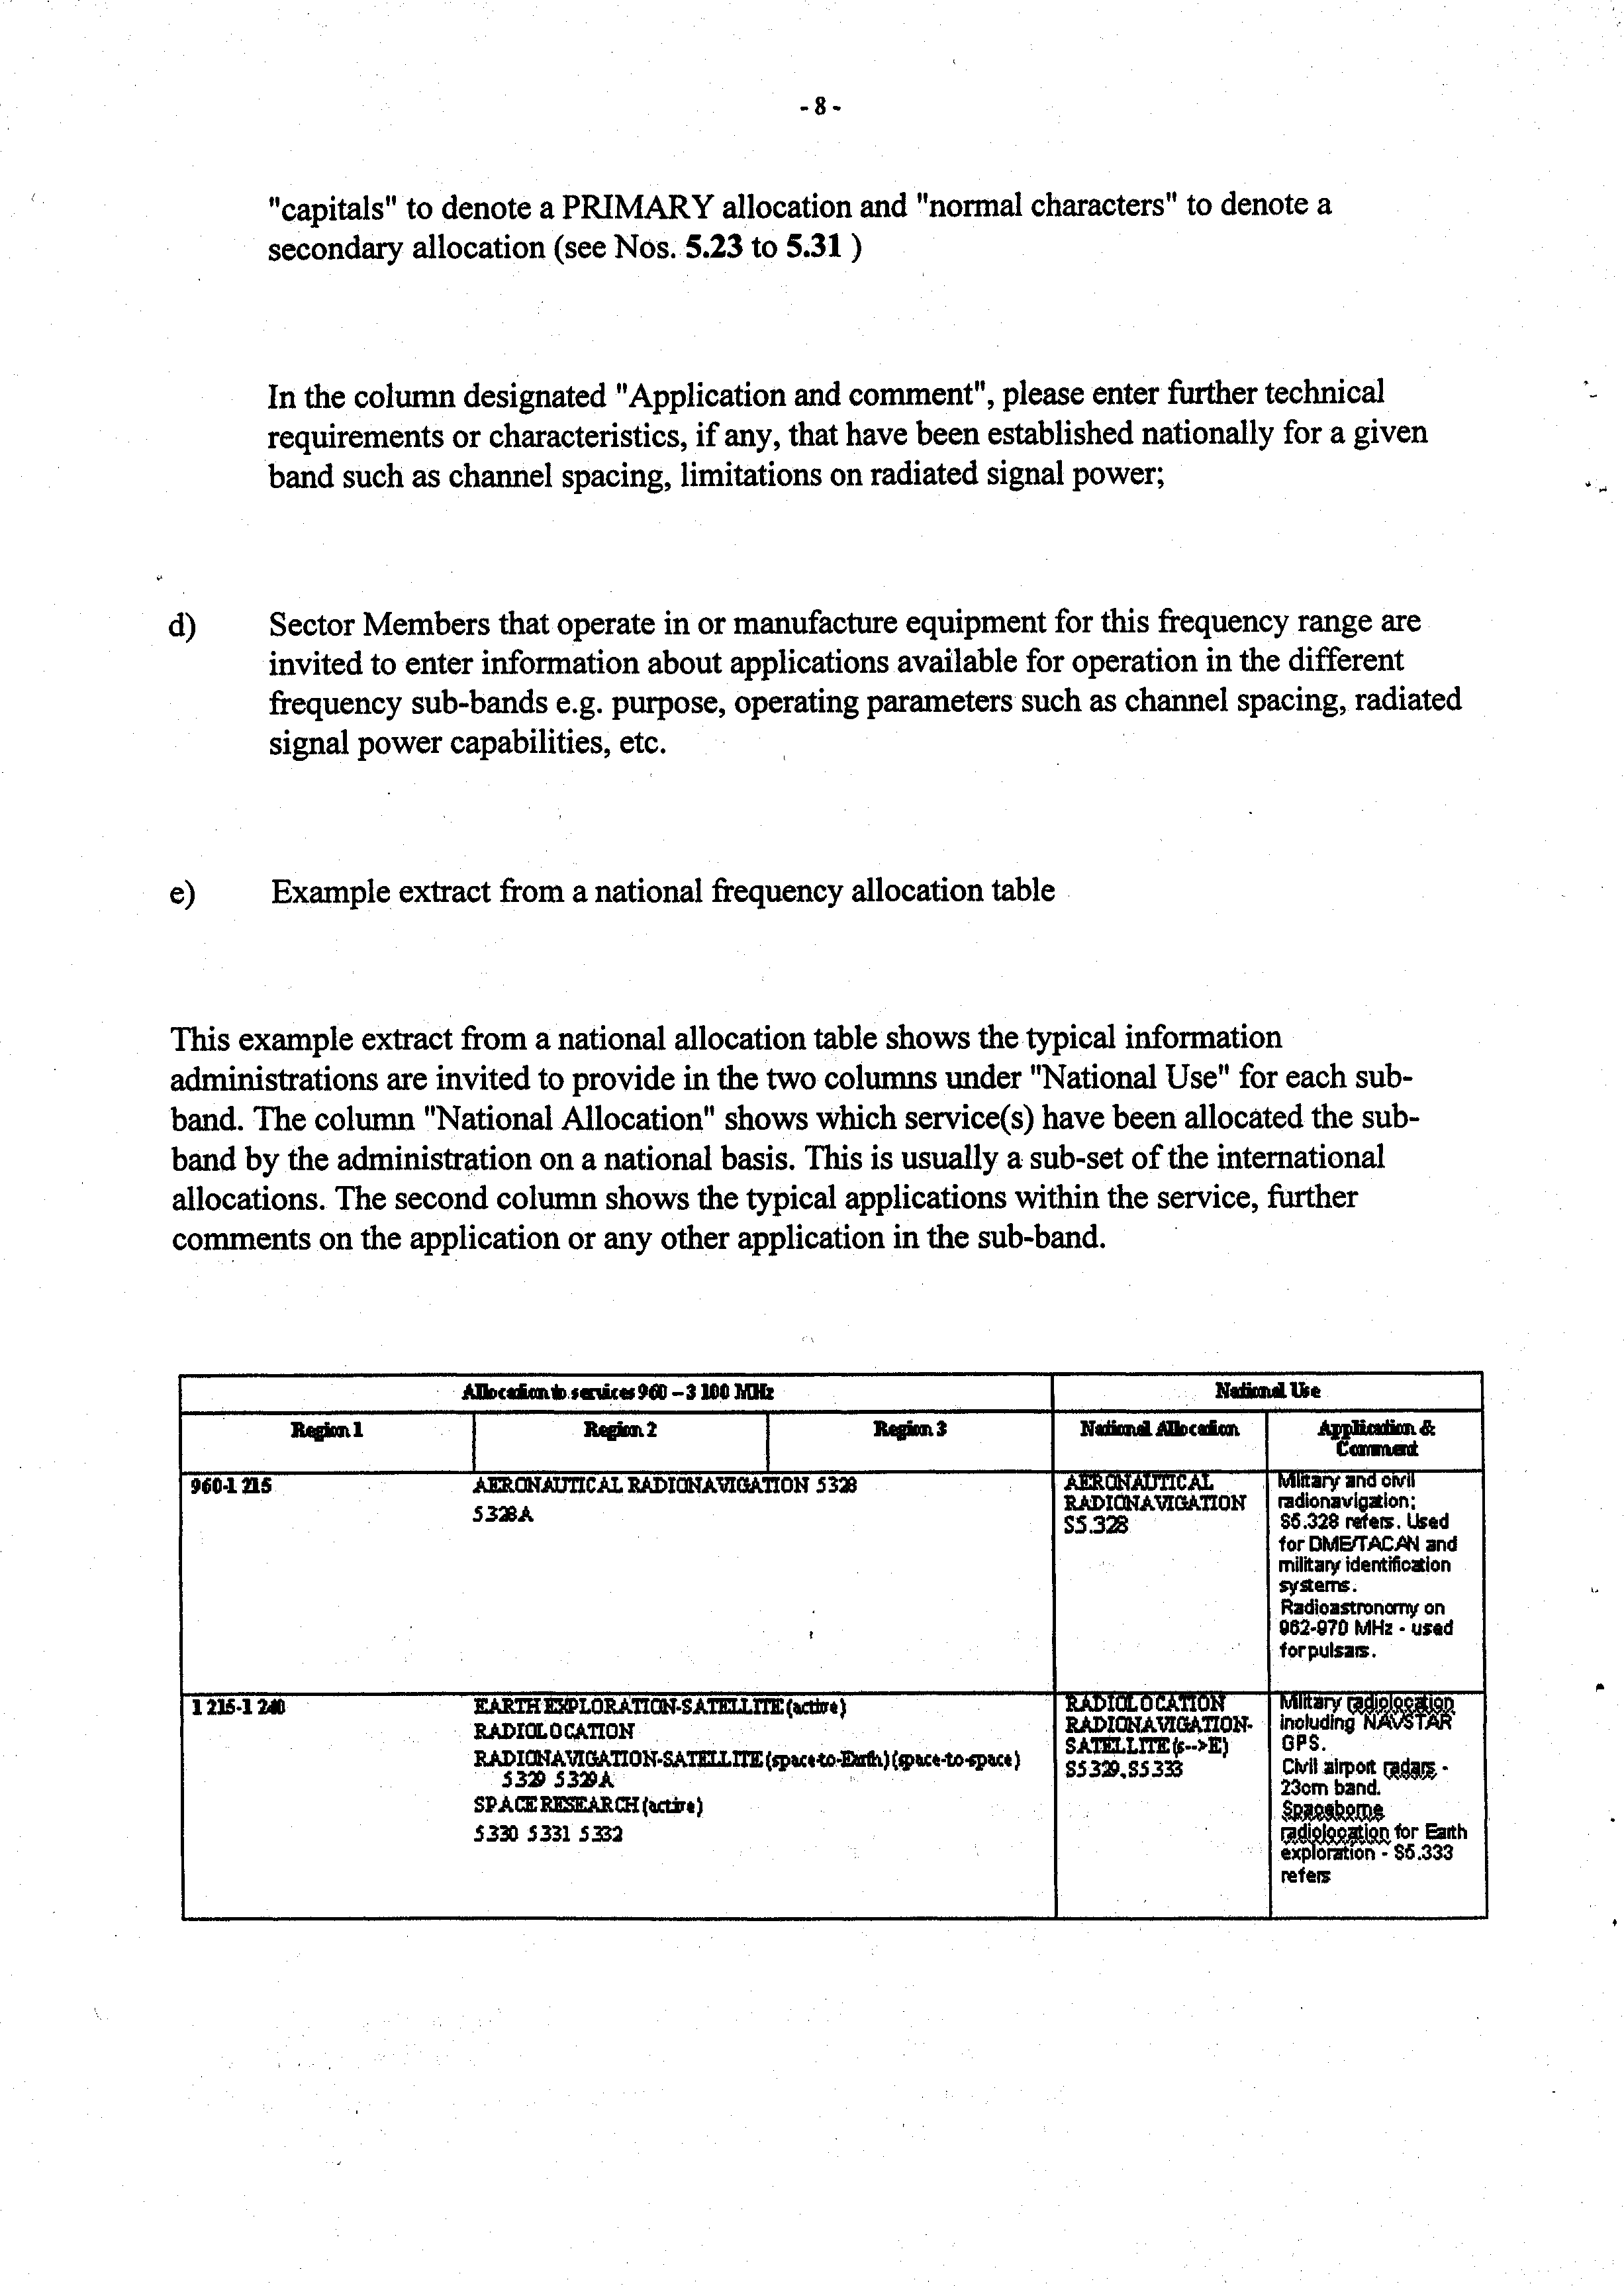 - 8 -
"capitals" to denote a PRIMARY allocation and "normal characters" to denote a
secondary allocation (see Nos. 5.23 to 5.31 )
In the column designated "Application and comment", please enter further technical
requirements or characteristics, if any, that have been established nationally for a given
band such as channel spacing, limitations on radiated signal power;
d) Sector Members that operate in or manufacture equipment for this frequency range are
invited to enter information about applications available for operation in the different
frequency sub-bands e.g. purpose, operating parameters such as channel spacing, radiated
signal power capabilities, etc.
e) Example extract from a national frequency allocation table
This example extract from a national allocation table shows the typical information
administrations are invited to provide in the two columns under "National Use" for each sub-
band. The column "National Allocation" shows which service(s) have been allocated the sub-
band by the administration on a national basis. This is usually a sub-set of the international
allocations. The second column shows the typical applications within the service, further
comments on the application or any other application in the sub-band.
Allocation to services 960 – 3 100 MHz
National Use
Region 1
Region 2
Region 3
National Allocation
Application &
Comment
960-1 215
AERONAUTICAL RADIONAVIGATION 5.328
5.328A
AERONAUTICAL
RADIONAVIGATION
S5.328
Military and civil
radionavigation;
S5.328 refers. Used
for DME/TACAN and
military identification
systems.
Radioastronomy on
962-970 MHz - used
for pulsars.
1 215-1 240
EARTH EXPLORATION-SATELLITE (active)
RADIOLOCATION
RADIONAVIGATION-SATELLITE (space-to-Earth) (space-to-space)
5.329 5.329A
SPACE RESEARCH (active)
5.330 5.331 5.332
RADIOLOCATION
RADIONAVIGATION-
SATELLITE (s-->E)
S5.329, S5.333
Military radiolocation
including NAVSTAR
GPS.
Civil airport radars -
23cm band.
Spaceborne
radiolocation for Earth
exploration - S5.333
refers